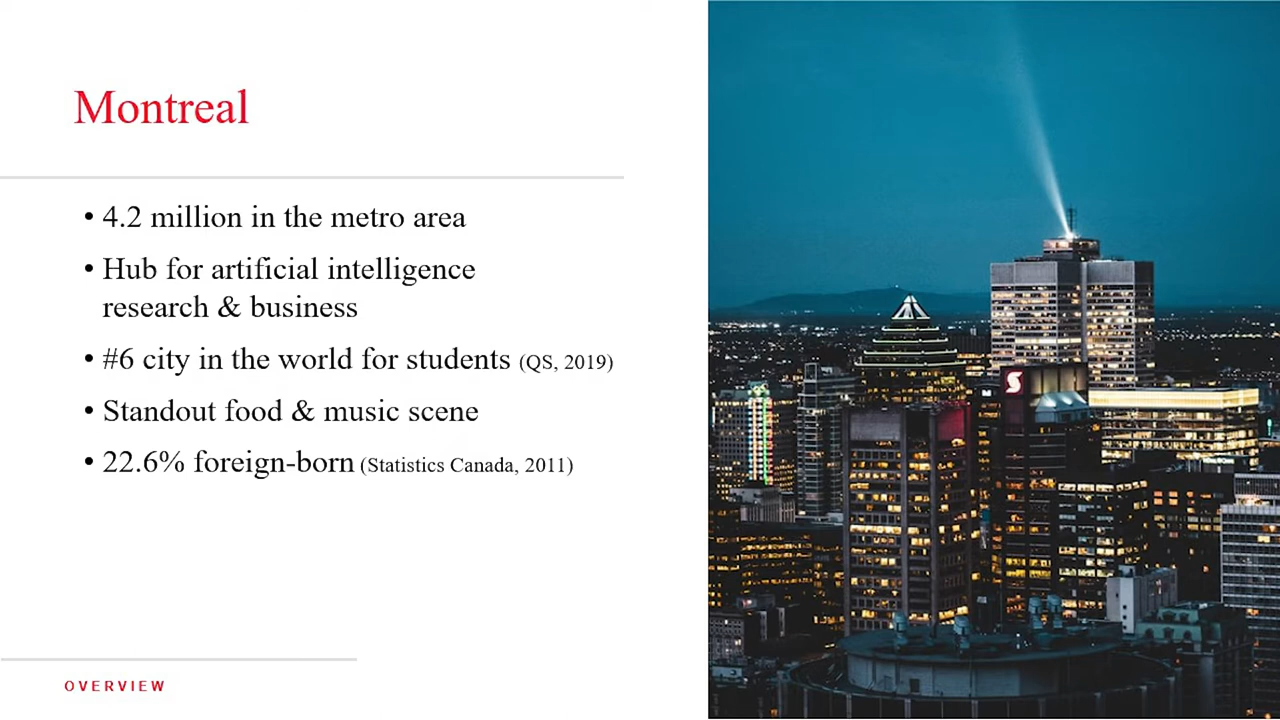 Montreal
• 4.2 million in the metro area
• Hub for artificial intelligence
research & business
• #6 city in the world for students (QS, 2019)
• Standout food & music scene
• 22.6% foreign-born (Statistics Canada, 2011)
OVERVIEW